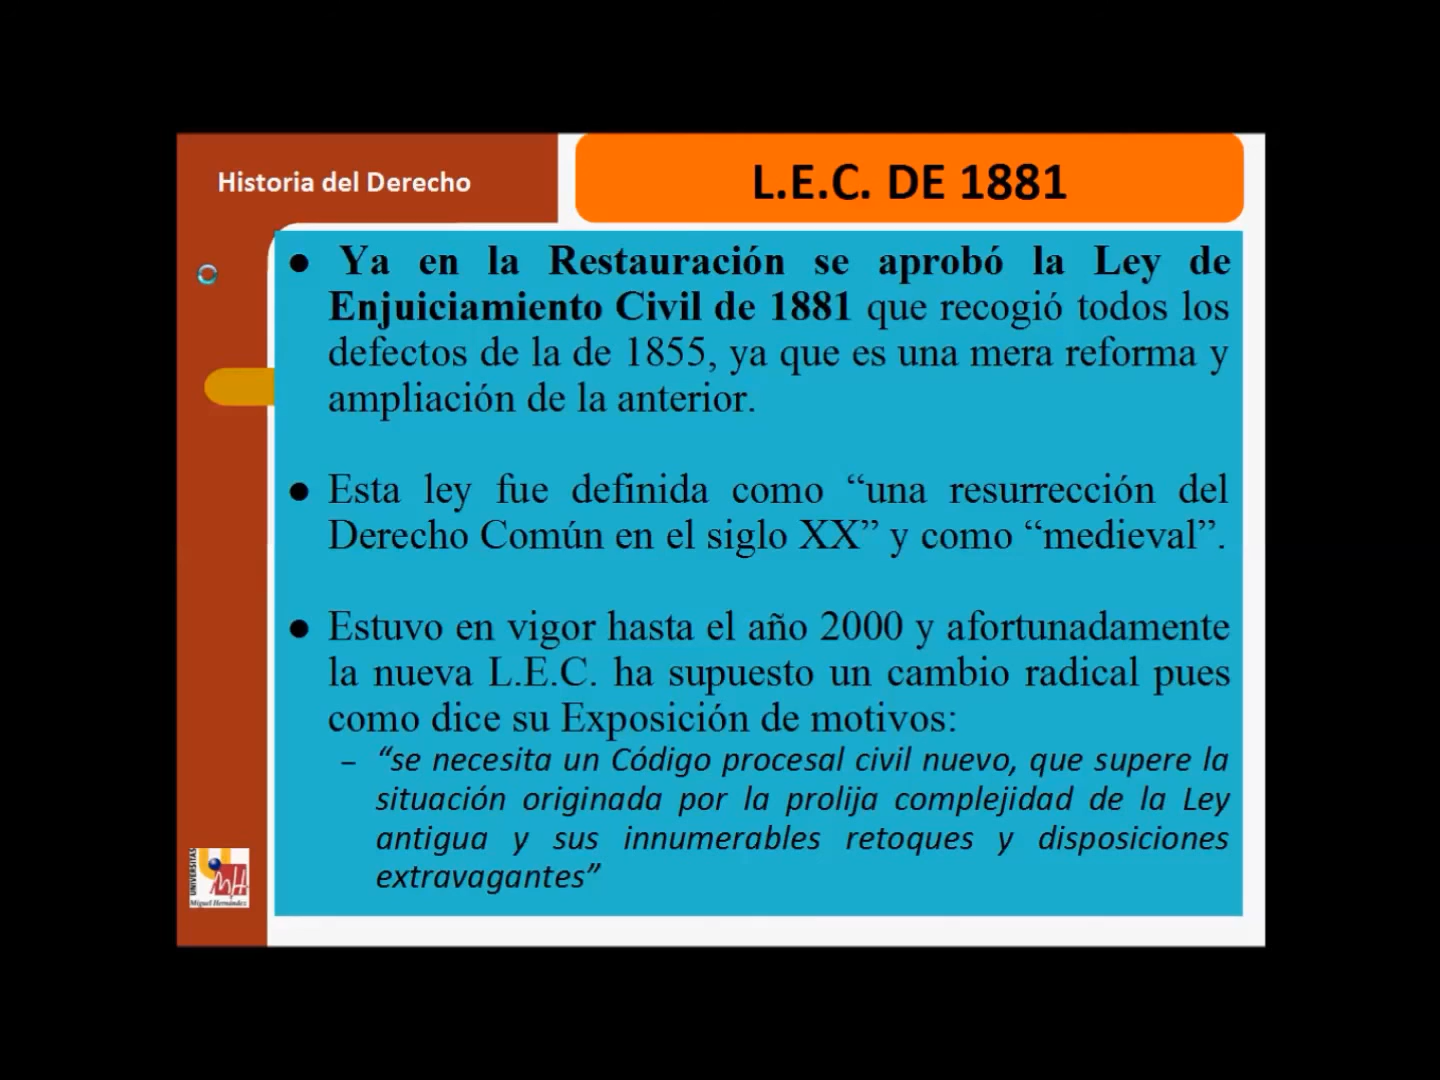 Historia del Derecho
L.E.C. DE 1881
● Ya en la Restauración se aprobó la Ley de
Enjuiciamiento Civil de 1881 que recogió todos los
defectos de la de 1855, ya que es una mera reforma y
ampliación de la anterior.
● Esta ley fue definida como “una resurrección del
Derecho Común en el siglo XX” y como “medieval”.
● Estuvo en vigor hasta el año 2000 y afortunadamente
la nueva L.E.C. ha supuesto un cambio radical pues
como dice su Exposición de motivos:
– “se necesita un Código procesal civil nuevo, que supere la
situación originada por la prolija complejidad de la Ley
antigua y sus innumerables retoques y disposiciones
extravagantes”
UNIVERSITAS
Miguel Hernández